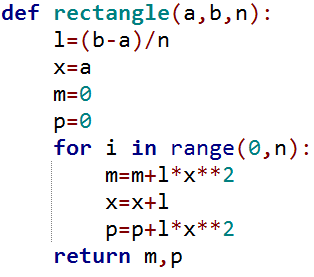 def rectangle(a,b,n):
    l=(b-a)/n
    x=a
    m=0
    p=0
    for i in range(0,n):
        m=m+l*x**2
        x=x+l
        p=p+l*x**2
    return m,p